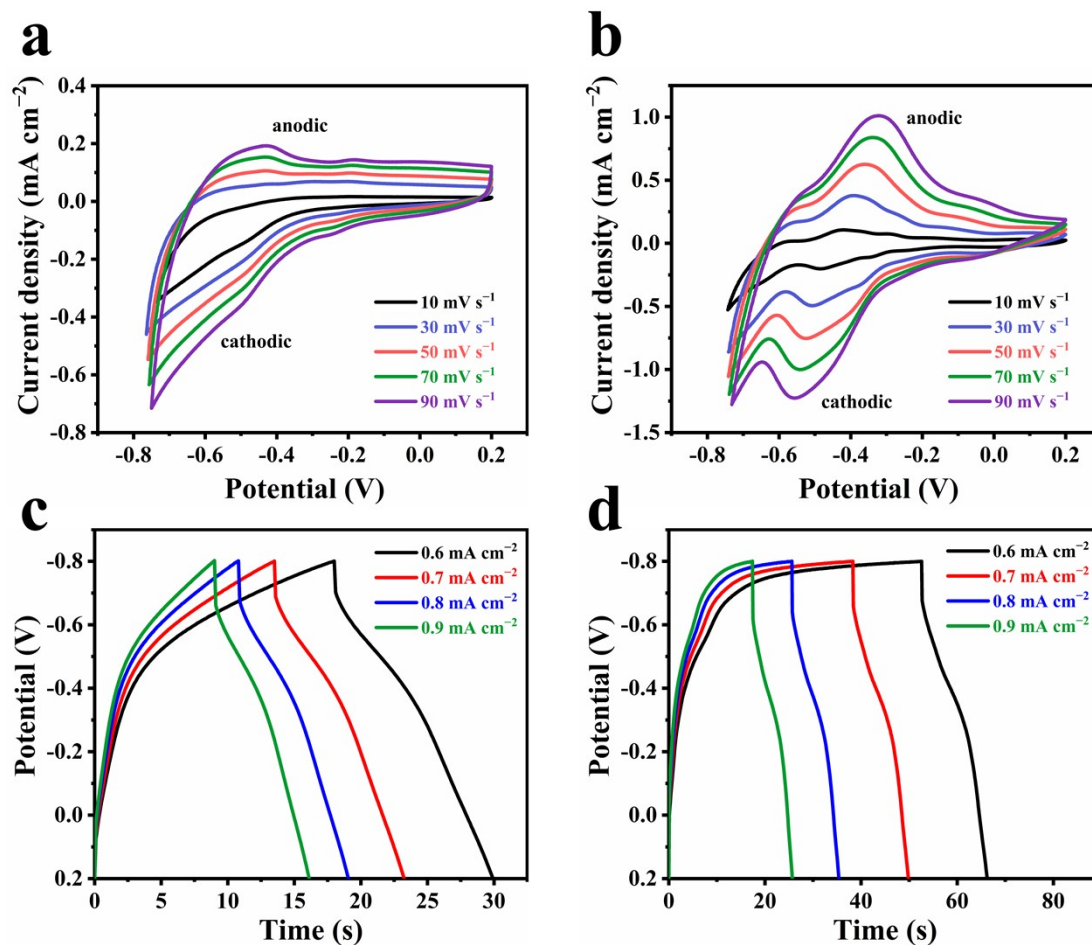 a
Current density (mA cm⁻²)
0.4
0.2
0.0
-0.2
-0.4
-0.6
-0.8
anodic
cathodic
10 mV s⁻¹
30 mV s⁻¹
50 mV s⁻¹
70 mV s⁻¹
90 mV s⁻¹
-0.8 -0.6 -0.4 -0.2 0.0 0.2
Potential (V)
b
Current density (mA cm⁻²)
1.0
0.5
0.0
-0.5
-1.0
-1.5
anodic
cathodic
10 mV s⁻¹
30 mV s⁻¹
50 mV s⁻¹
70 mV s⁻¹
90 mV s⁻¹
-0.8 -0.6 -0.4 -0.2 0.0 0.2
Potential (V)
c
Potential (V)
-0.8
-0.6
-0.4
-0.2
0.0
0.2
0.6 mA cm⁻²
0.7 mA cm⁻²
0.8 mA cm⁻²
0.9 mA cm⁻²
0 5 10 15 20 25 30
Time (s)
d
Potential (V)
-0.8
-0.6
-0.4
-0.2
0.0
0.2
0.6 mA cm⁻²
0.7 mA cm⁻²
0.8 mA cm⁻²
0.9 mA cm⁻²
0 20 40 60 80
Time (s)